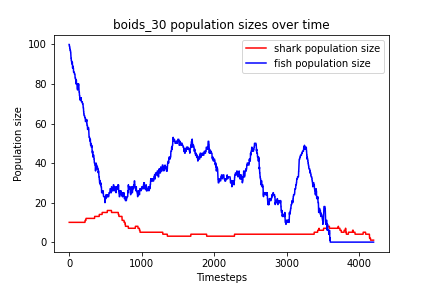 boids_30 population sizes over time
shark population size
fish population size
Population size
100
80
60
40
20
0
0
1000
2000
3000
4000
Timesteps